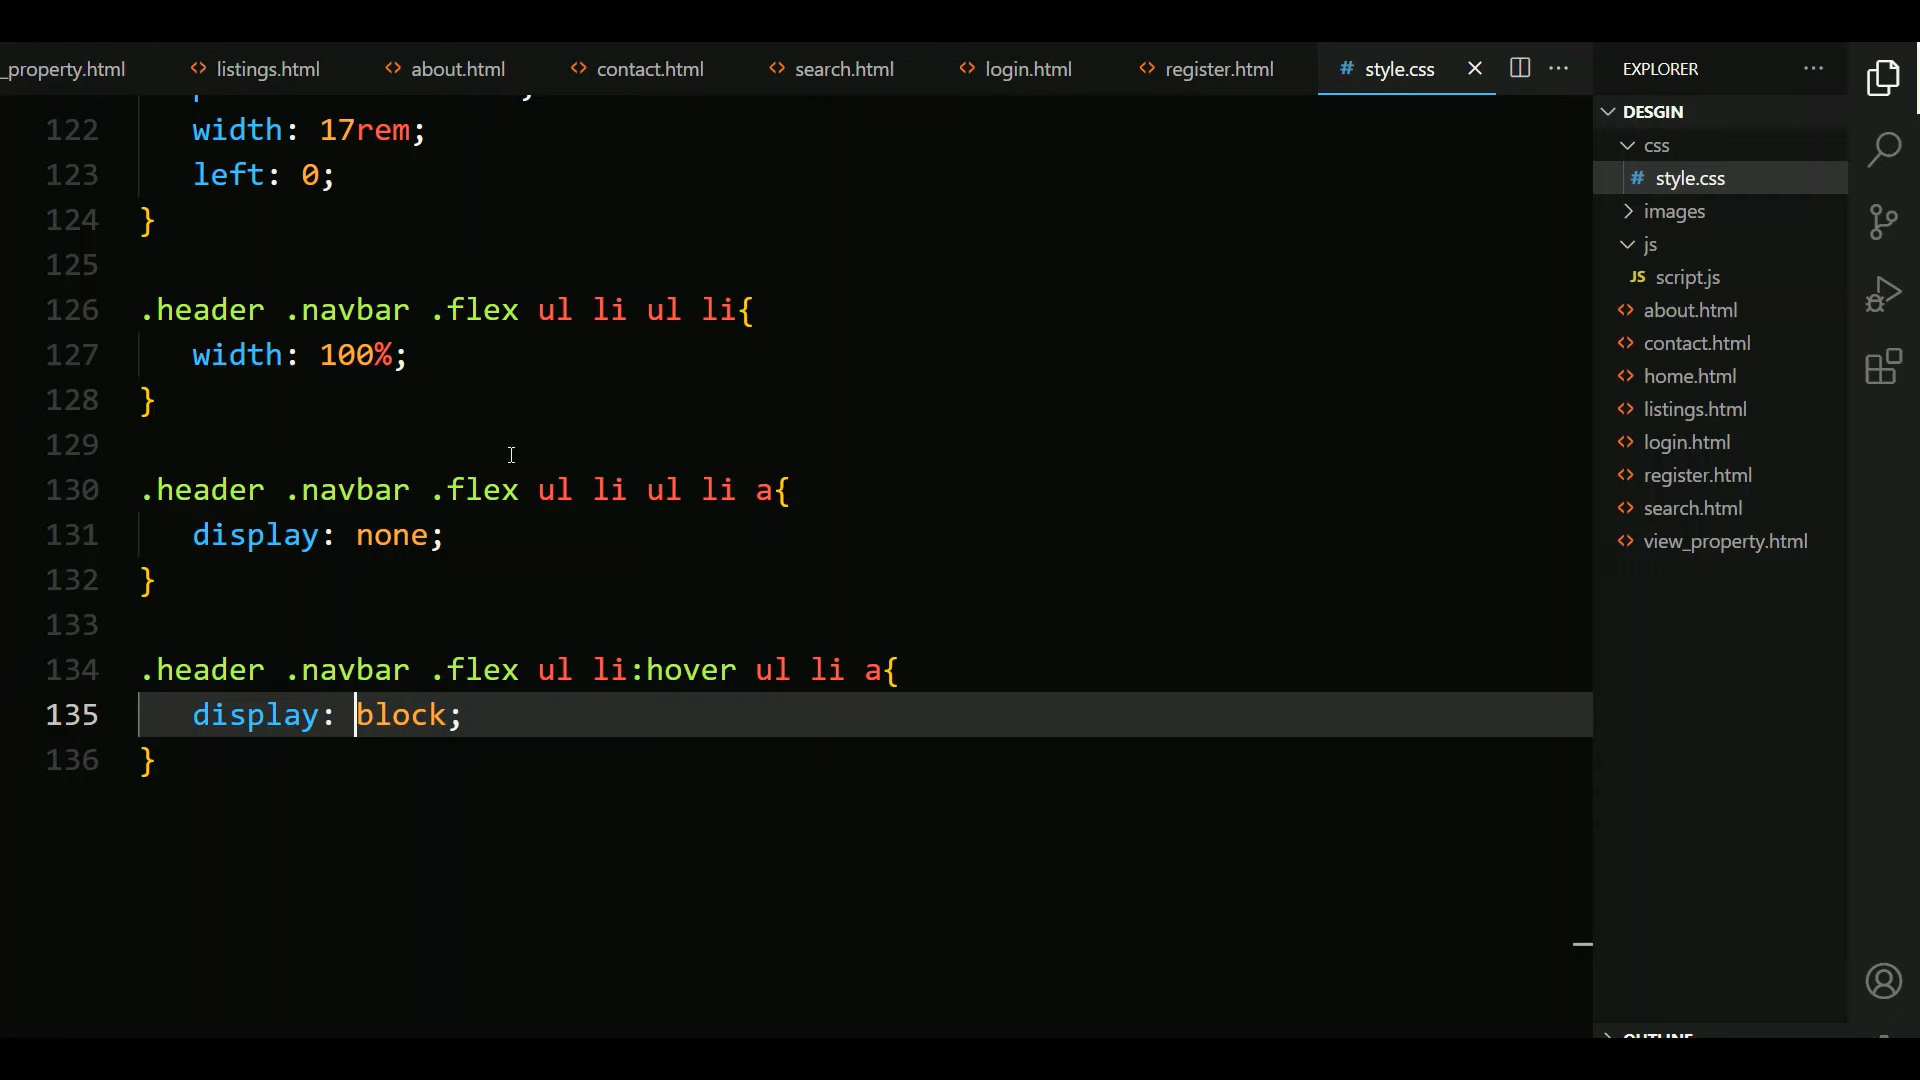 _property.html
listings.html
about.html
contact.html
search.html
login.html
register.html
# style.css
EXPLORER
122 width: 17rem;
123 left: 0;
124 }
125
126 .header .navbar .flex ul li ul li{
127 width: 100%;
128 }
129
130 .header .navbar .flex ul li ul li a{
131 display: none;
132 }
133
134 .header .navbar .flex ul li:hover ul li a{
135 display: block;
136 }
DESGIN
css
# style.css
images
js
JS script.js
about.html
contact.html
home.html
listings.html
login.html
register.html
search.html
view_property.html
OUTLINE